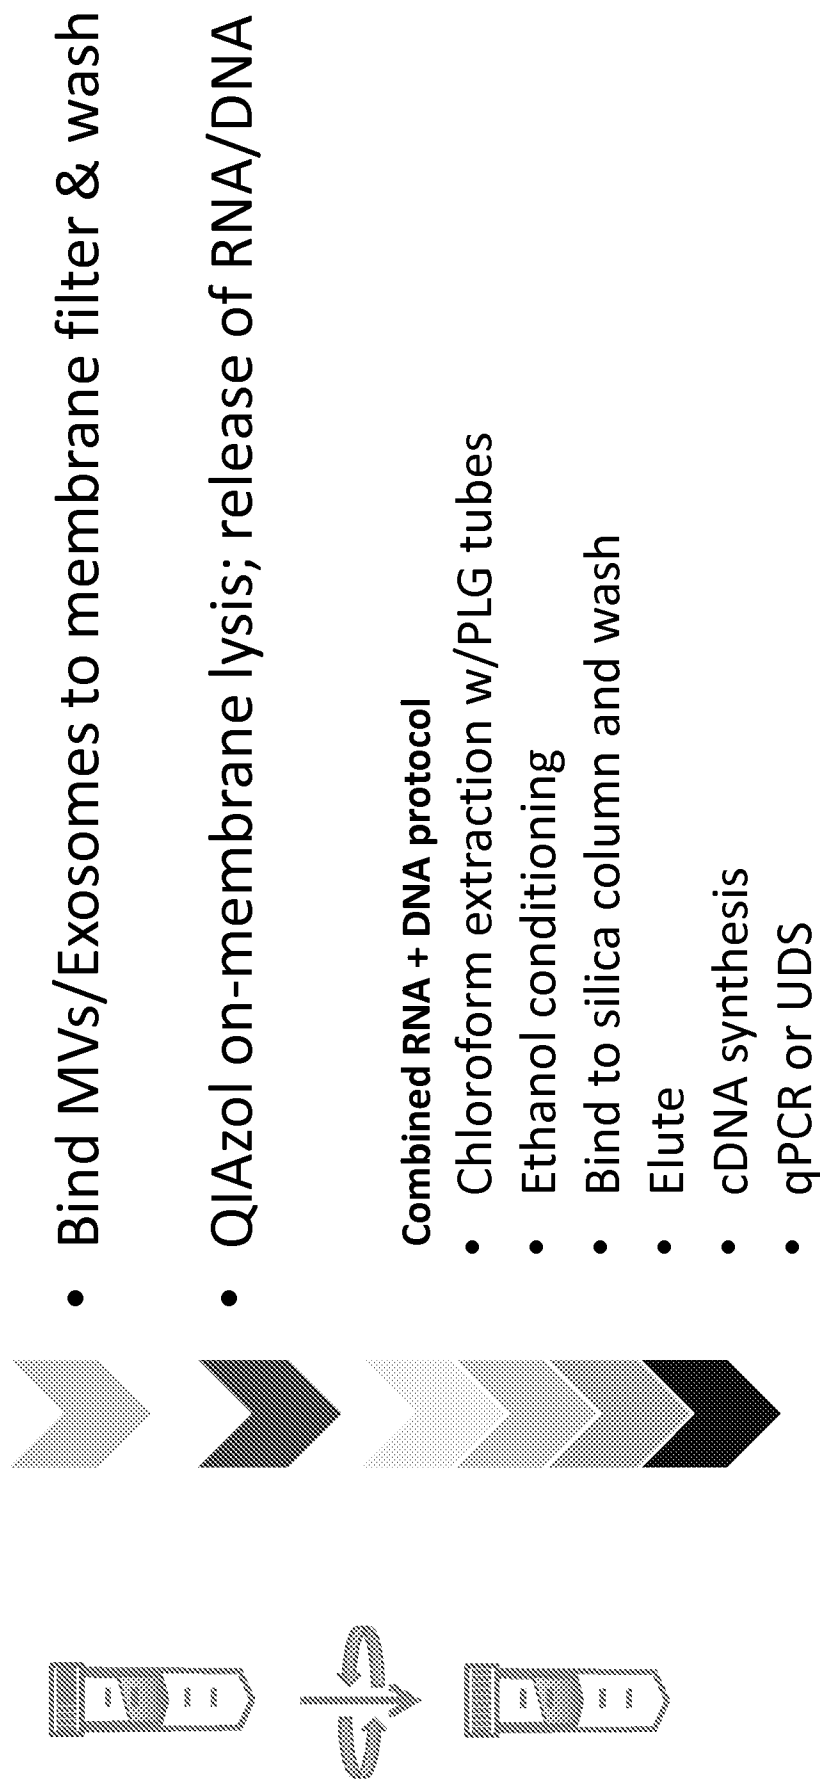 • Bind MVs/Exosomes to membrane filter & wash
• QIAzol on-membrane lysis; release of RNA/DNA
Combined RNA + DNA protocol
• Chloroform extraction w/PLG tubes
• Ethanol conditioning
• Bind to silica column and wash
• Elute
• cDNA synthesis
• qPCR or UDS